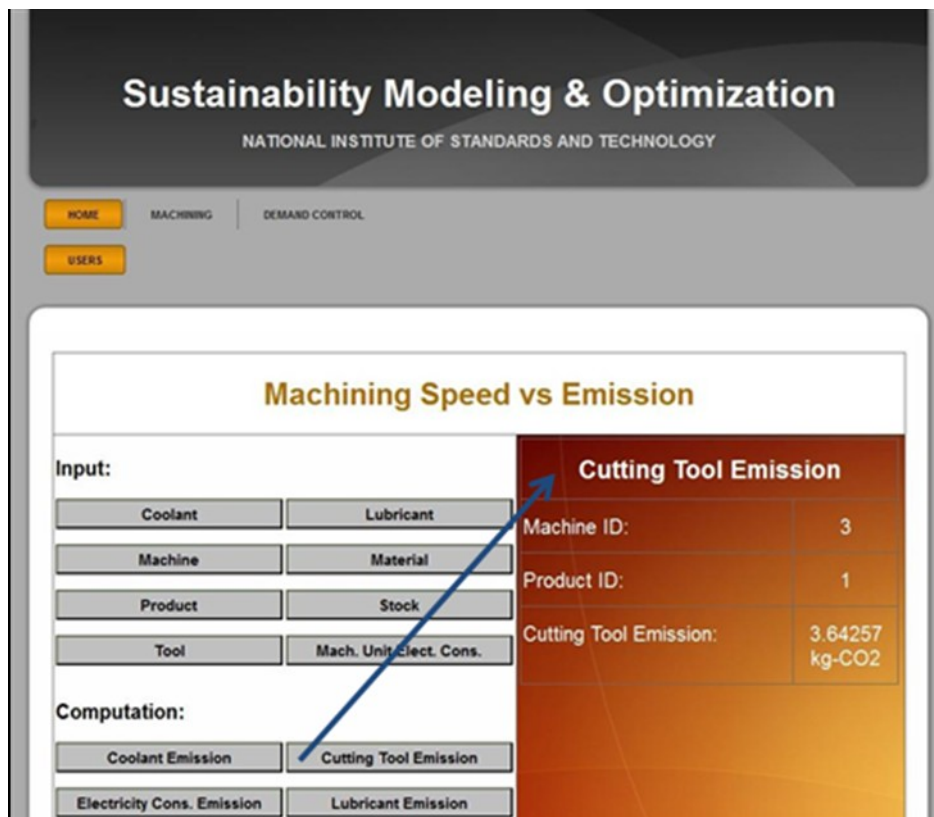 Sustainability Modeling & Optimization
NATIONAL INSTITUTE OF STANDARDS AND TECHNOLOGY
HOME MACHINING DEMAND CONTROL
USERS
Machining Speed vs Emission
Input:
Coolant Lubricant
Machine Material
Product Stock
Tool Mach. Unit Elect. Cons.
Computation:
Coolant Emission Cutting Tool Emission
Electricity Cons. Emission Lubricant Emission
Cutting Tool Emission
Machine ID: 3
Product ID: 1
Cutting Tool Emission: 3.64257
kg-CO2